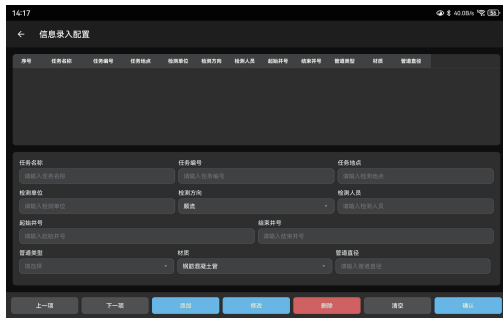 14:17 40.0B/s 55
← 信息录入配置
序号 任务名称 任务编号 任务地点 检测单位 检测方向 检测人员 起始井号 结束井号 管道类型 材质 管道直径
任务名称 任务编号 任务地点
请输入任务名称 请输入任务编号 请输入检测地点
检测单位 检测方向 检测人员
请输入检测单位 顺流 请输入检测人员
起始井号 结束井号
请输入起始井号 请输入结束井号
管道类型 材质 管道直径
请选择 钢筋混凝土管 请输入管道直径
上一项 下一项 添加 修改 删除 清空 确认